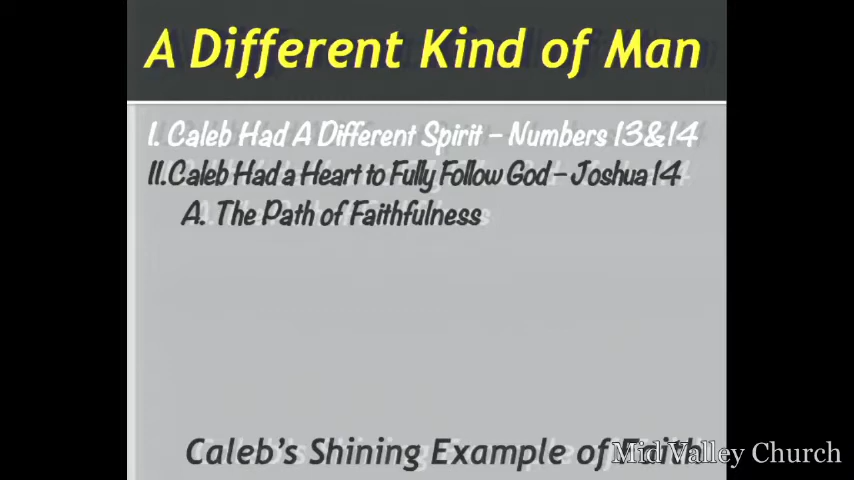 A Different Kind of Man
I. Caleb Had A Different Spirit – Numbers 13&14
II.Caleb Had a Heart to Fully Follow God – Joshua 14
A. The Path of Faithfulness
Caleb's Shining Example of Faith
Mid Valley Church